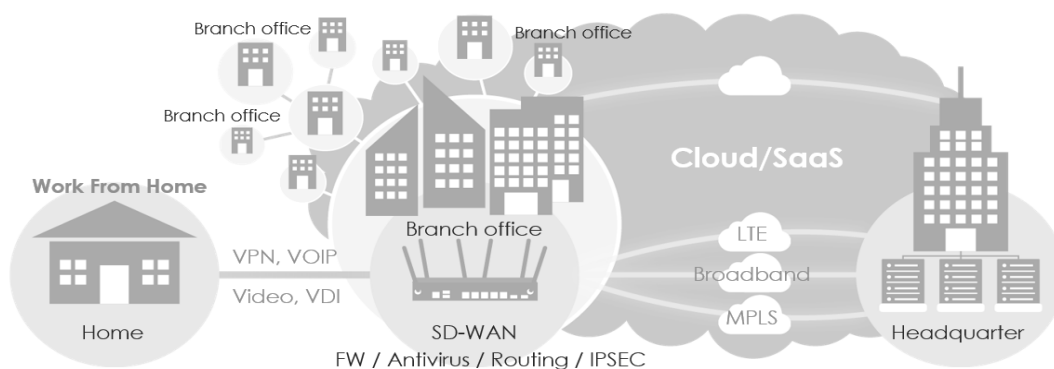 Branch office
Branch office
Branch office
Cloud/SaaS
Work From Home
Branch office
VPN, VOIP
LTE
Broadband
Video, VDI
MPLS
Home
SD-WAN
Headquarter
FW / Antivirus / Routing / IPSEC